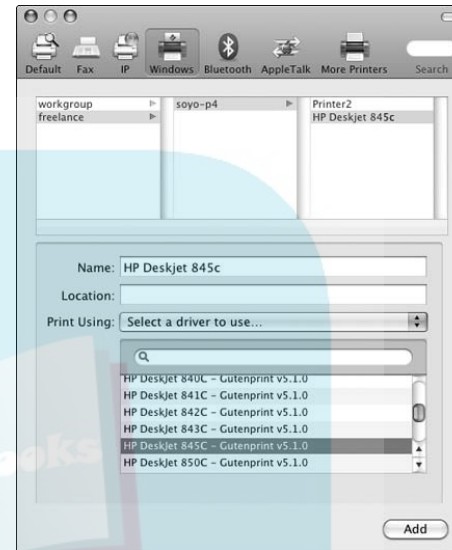 Default Fax IP Windows Bluetooth AppleTalk More Printers Search
workgroup soyo-p4 Printer2
freelance HP Deskjet 845c
Name: HP Deskjet 845c
Location:
Print Using: Select a driver to use...
HP DeskJet 840C – Gutenprint v5.1.0
HP DeskJet 841C – Gutenprint v5.1.0
HP DeskJet 842C – Gutenprint v5.1.0
HP DeskJet 843C – Gutenprint v5.1.0
HP DeskJet 845C – Gutenprint v5.1.0
HP DeskJet 850C – Gutenprint v5.1.0
ooks
Add